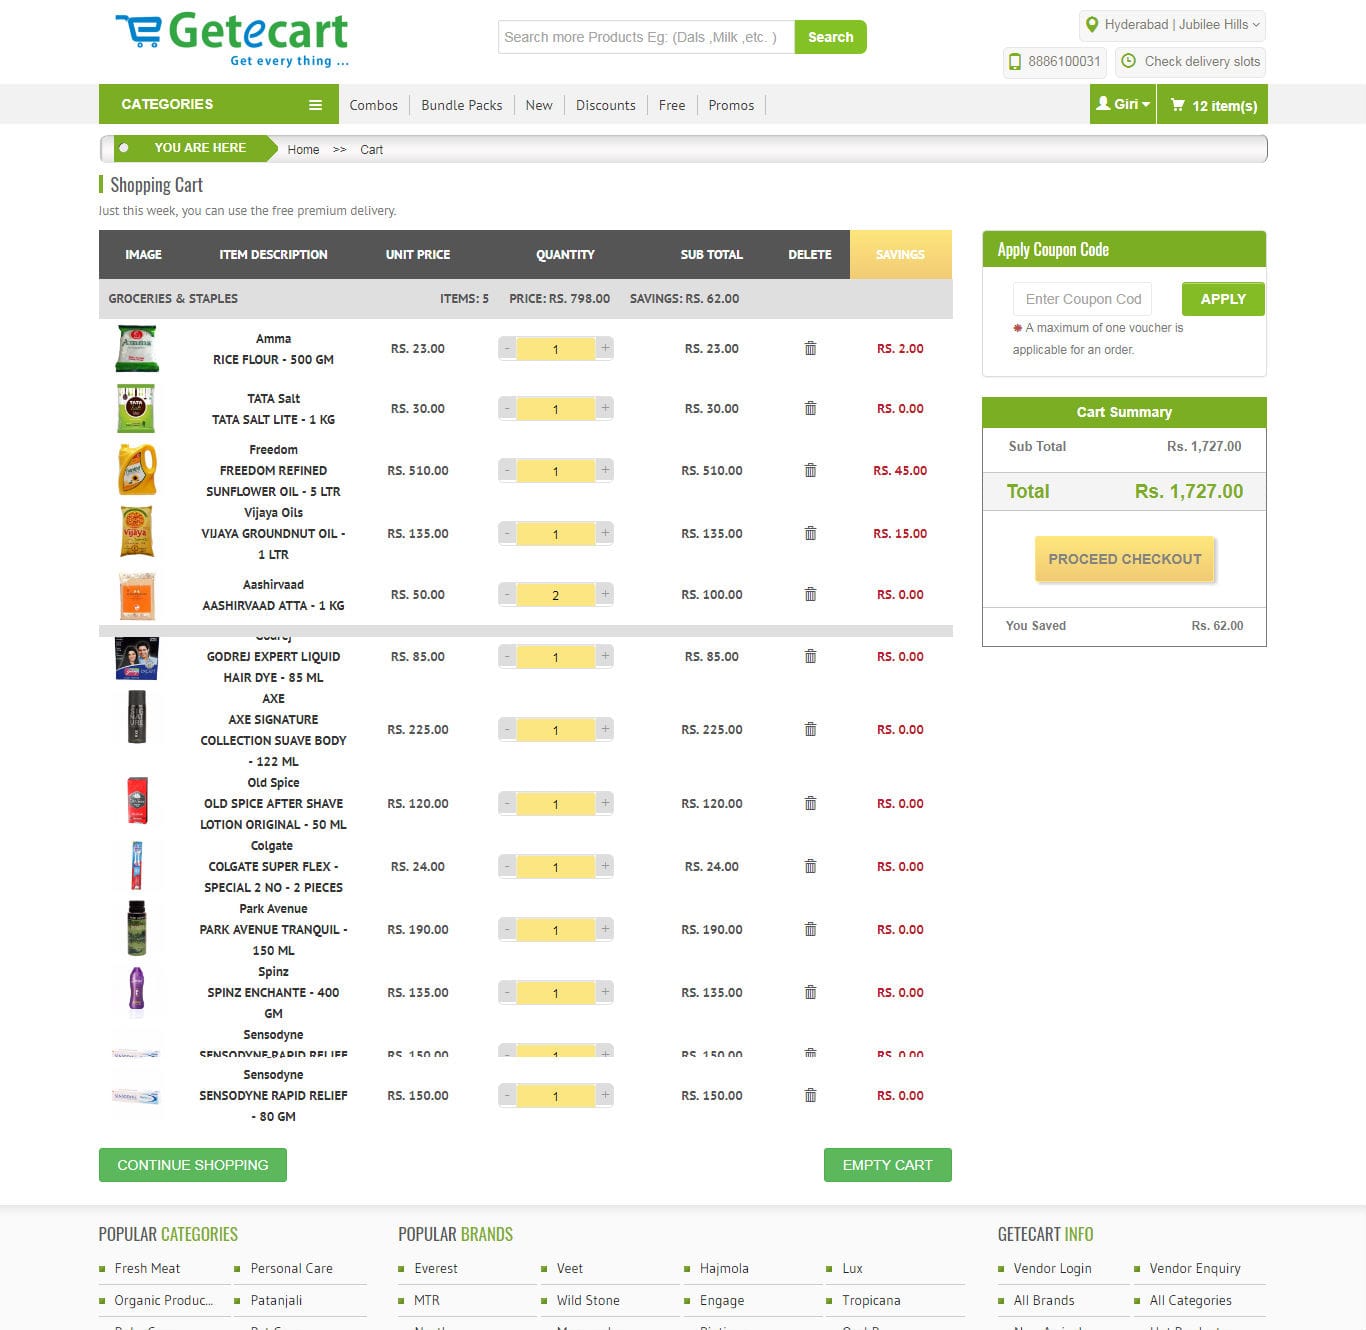 Getecart
Get every thing ...
Search more Products Eg: (Dals ,Milk ,etc. )
Search
Hyderabad | Jubilee Hills
8886100031
Check delivery slots
CATEGORIES
Combos
Bundle Packs
New
Discounts
Free
Promos
Giri
12 item(s)
YOU ARE HERE
Home >> Cart
Shopping Cart
Just this week, you can use the free premium delivery.
IMAGE ITEM DESCRIPTION UNIT PRICE QUANTITY SUB TOTAL DELETE SAVINGS
GROCERIES & STAPLES ITEMS: 5 PRICE: RS. 798.00 SAVINGS: RS. 62.00
Amma
RICE FLOUR - 500 GM
RS. 23.00 - 1 + RS. 23.00 RS. 2.00
TATA Salt
TATA SALT LITE - 1 KG
RS. 30.00 - 1 + RS. 30.00 RS. 0.00
Freedom
FREEDOM REFINED
SUNFLOWER OIL - 5 LTR
RS. 510.00 - 1 + RS. 510.00 RS. 45.00
Vijaya Oils
VIJAYA GROUNDNUT OIL -
1 LTR
RS. 135.00 - 1 + RS. 135.00 RS. 15.00
Aashirvaad
AASHIRVAAD ATTA - 1 KG
RS. 50.00 - 2 + RS. 100.00 RS. 0.00
Godrej
GODREJ EXPERT LIQUID
HAIR DYE - 85 ML
RS. 85.00 - 1 + RS. 85.00 RS. 0.00
AXE
AXE SIGNATURE
COLLECTION SUAVE BODY
- 122 ML
RS. 225.00 - 1 + RS. 225.00 RS. 0.00
Old Spice
OLD SPICE AFTER SHAVE
LOTION ORIGINAL - 50 ML
RS. 120.00 - 1 + RS. 120.00 RS. 0.00
Colgate
COLGATE SUPER FLEX -
SPECIAL 2 NO - 2 PIECES
RS. 24.00 - 1 + RS. 24.00 RS. 0.00
Park Avenue
PARK AVENUE TRANQUIL -
150 ML
RS. 190.00 - 1 + RS. 190.00 RS. 0.00
Spinz
SPINZ ENCHANTE - 400
GM
RS. 135.00 - 1 + RS. 135.00 RS. 0.00
Sensodyne
SENSODYNE RAPID RELIEF
RS. 150.00 - 1 + RS. 150.00 RS. 0.00
Sensodyne
SENSODYNE RAPID RELIEF
- 80 GM
RS. 150.00 - 1 + RS. 150.00 RS. 0.00
CONTINUE SHOPPING
EMPTY CART
Apply Coupon Code
Enter Coupon Cod
APPLY
A maximum of one voucher is
applicable for an order.
Cart Summary
Sub Total Rs. 1,727.00
Total Rs. 1,727.00
PROCEED CHECKOUT
You Saved Rs. 62.00
POPULAR CATEGORIES
Fresh Meat Personal Care
Organic Produc... Patanjali
POPULAR BRANDS
Everest Veet Hajmola Lux
MTR Wild Stone Engage Tropicana
GETECART INFO
Vendor Login Vendor Enquiry
All Brands All Categories